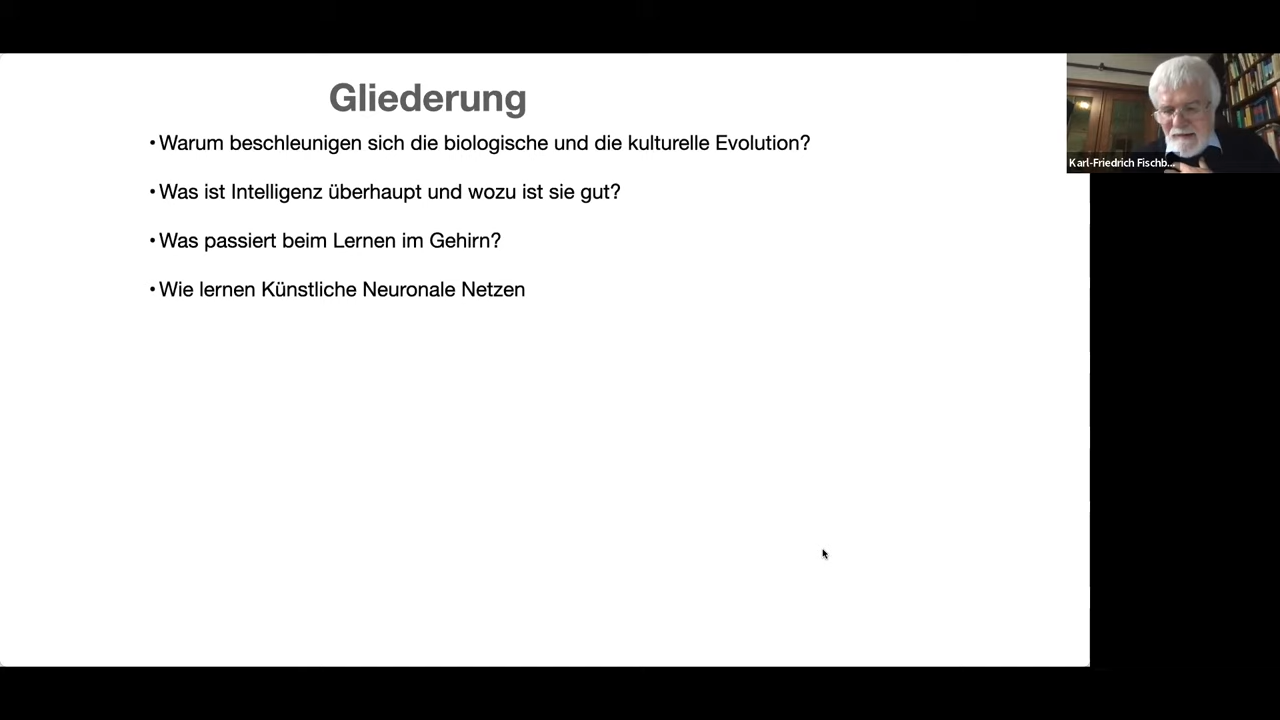 Gliederung
• Warum beschleunigen sich die biologische und die kulturelle Evolution?
• Was ist Intelligenz überhaupt und wozu ist sie gut?
• Was passiert beim Lernen im Gehirn?
• Wie lernen Künstliche Neuronale Netzen
Karl-Friedrich Fischb...